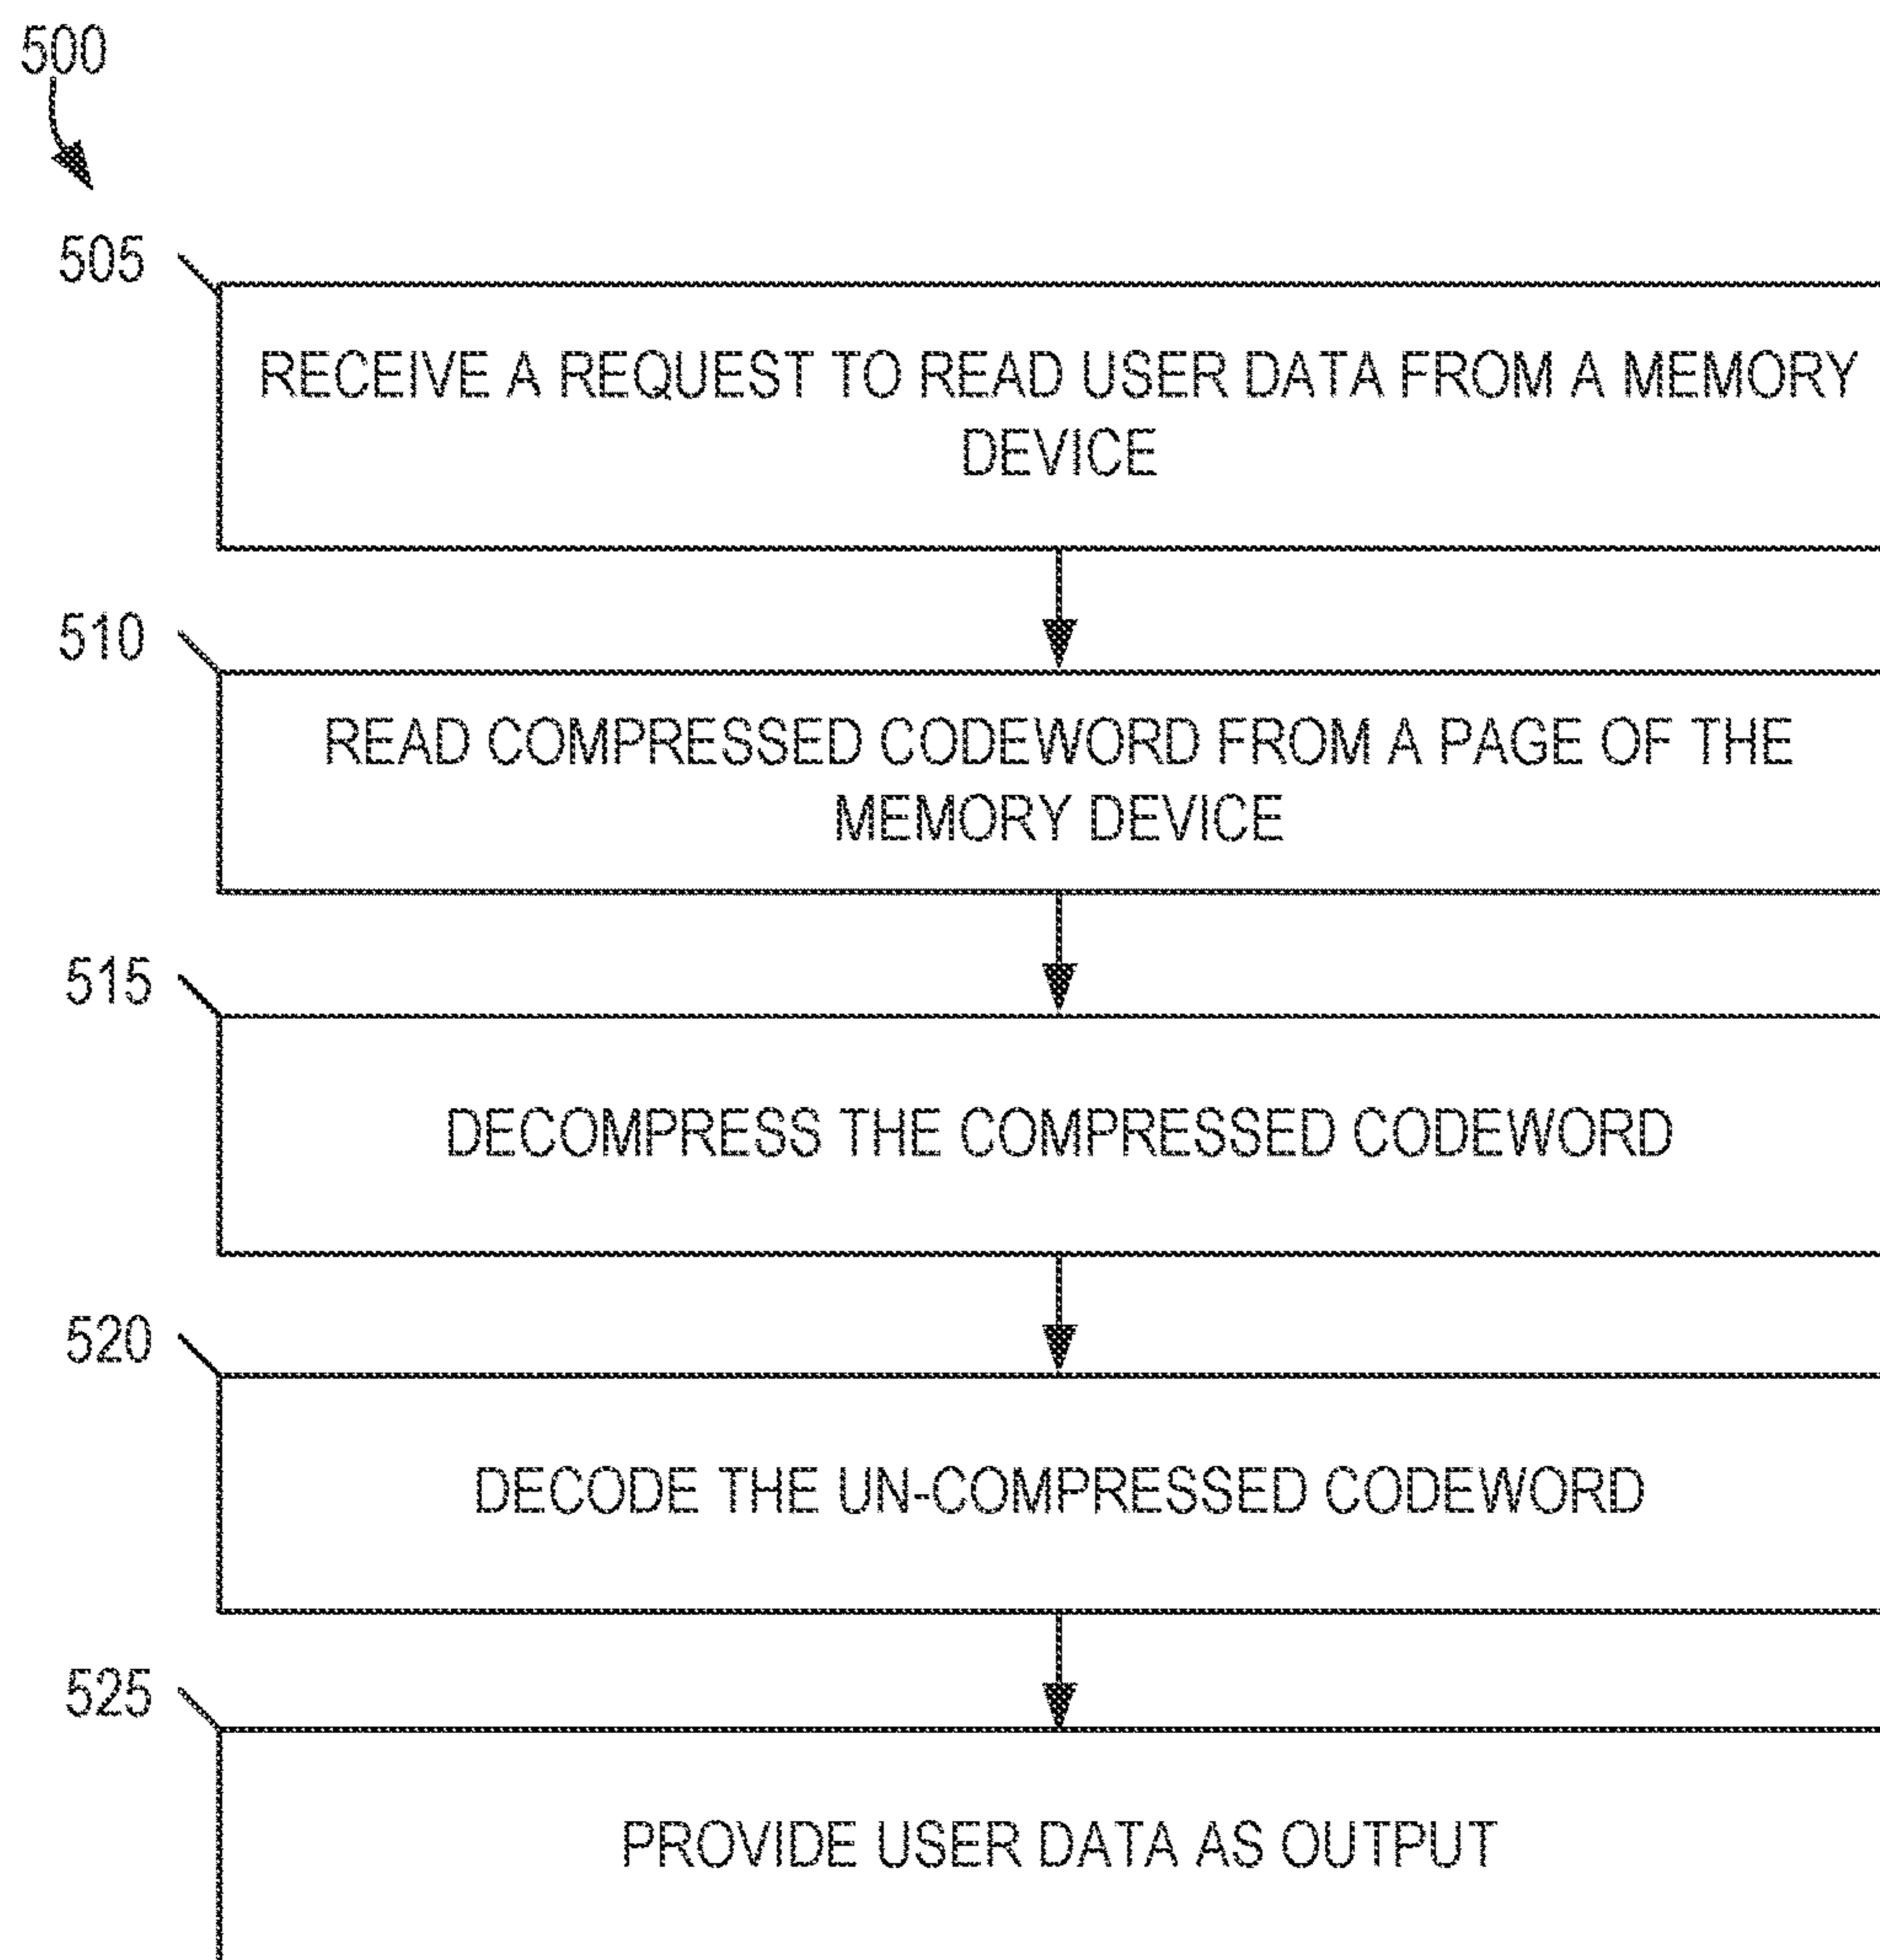 500
505
RECEIVE A REQUEST TO READ USER DATA FROM A MEMORY
DEVICE
510
READ COMPRESSED CODEWORD FROM A PAGE OF THE
MEMORY DEVICE
515
DECOMPRESS THE COMPRESSED CODEWORD
520
DECODE THE UN-COMPRESSED CODEWORD
525
PROVIDE USER DATA AS OUTPUT